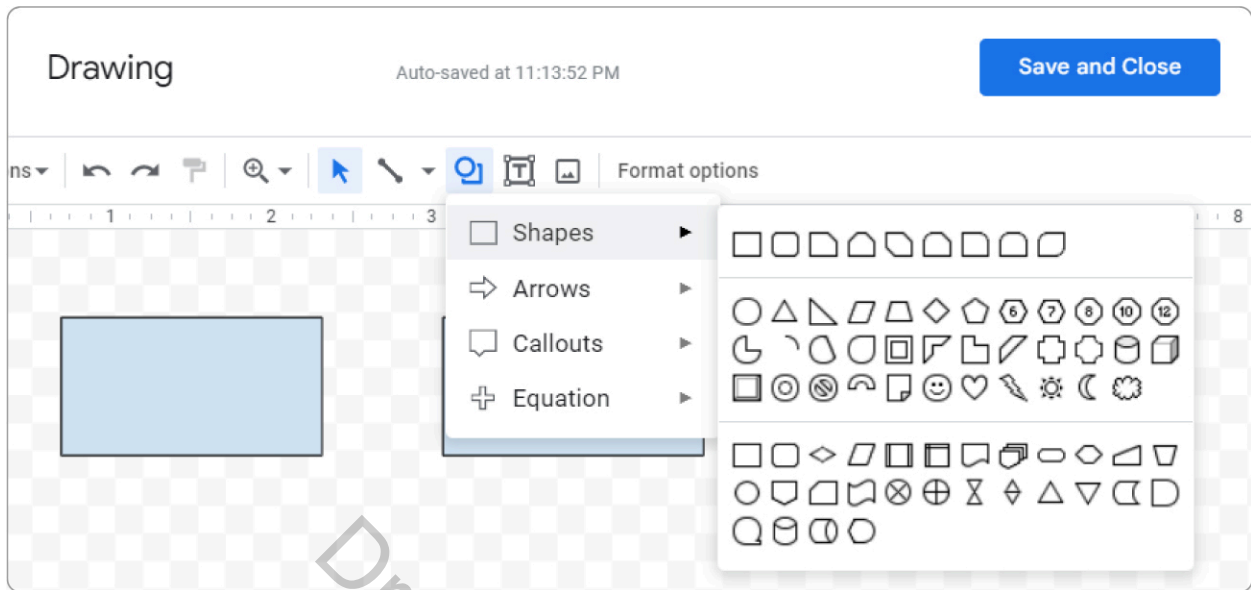 Drawing
Auto-saved at 11:13:52 PM
Save and Close
ns
Format options
1 2 3 8
Shapes
Arrows
Callouts
Equation
6 7 8 10 12
Dr